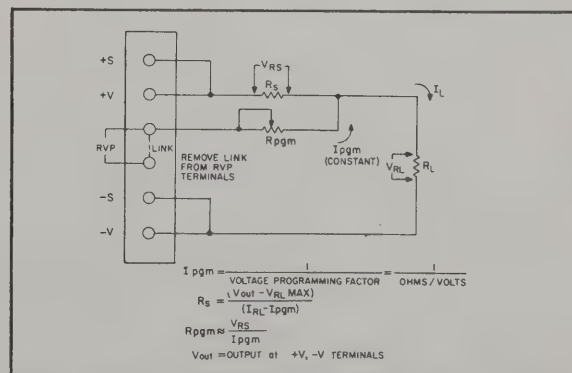 +S
VRS
+V
RS
IL
RVP
LINK
Rpgm
Ipgm
(CONSTANT)
REMOVE LINK
FROM RVP
TERMINALS
VRL
RL
-S
-V
I pgm = 1 / VOLTAGE PROGRAMMING FACTOR = 1 / OHMS/VOLTS
RS = (Vout - VRL MAX) / (IRL - Ipgm)
Rpgm ≈ VRS / Ipgm
Vout = OUTPUT at +V, -V TERMINALS